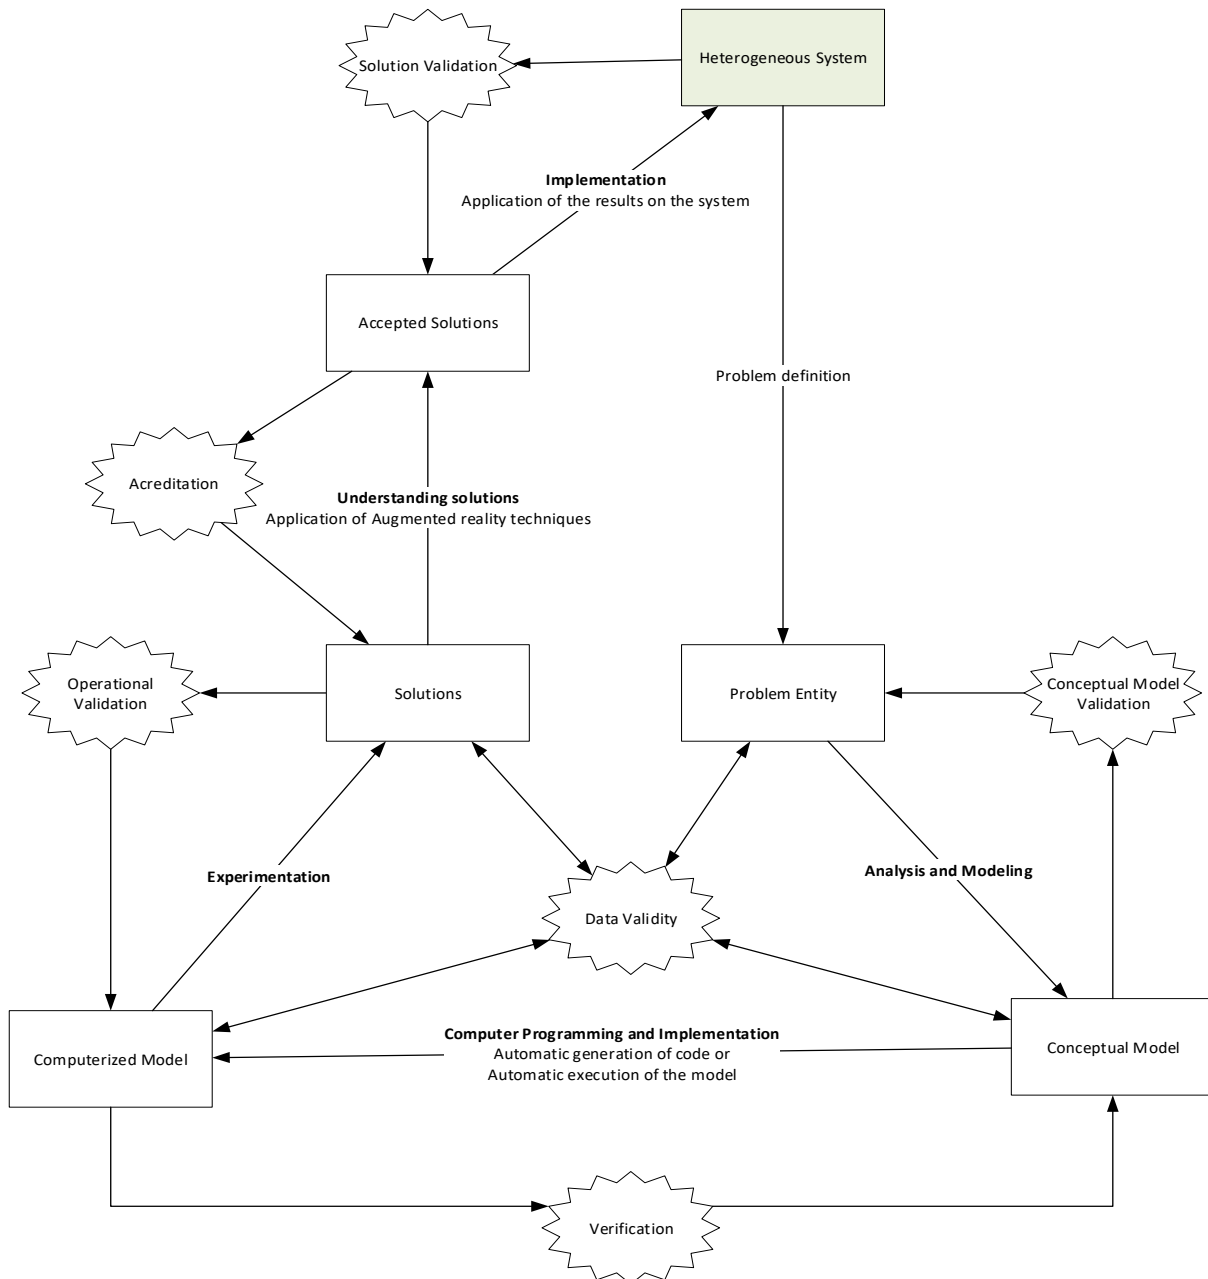 Solution Validation
Heterogeneous System
Implementation
Application of the results on the system
Accepted Solutions
Problem definition
Acreditation
Understanding solutions
Application of Augmented reality techniques
Operational
Validation
Solutions
Problem Entity
Conceptual Model
Validation
Experimentation
Analysis and Modeling
Data Validity
Computer Programming and Implementation
Automatic generation of code or
Automatic execution of the model
Computerized Model
Conceptual Model
Verification